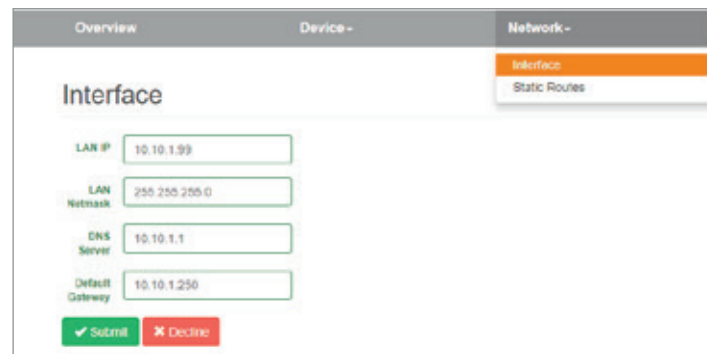 Overview Device Network
Interface
Static Routes
Interface
LAN IP 10.10.1.99
LAN
Netmask
255.255.255.0
DNS
Server
10.10.1.1
Default
Gateway
10.10.1.250
Submit Decline